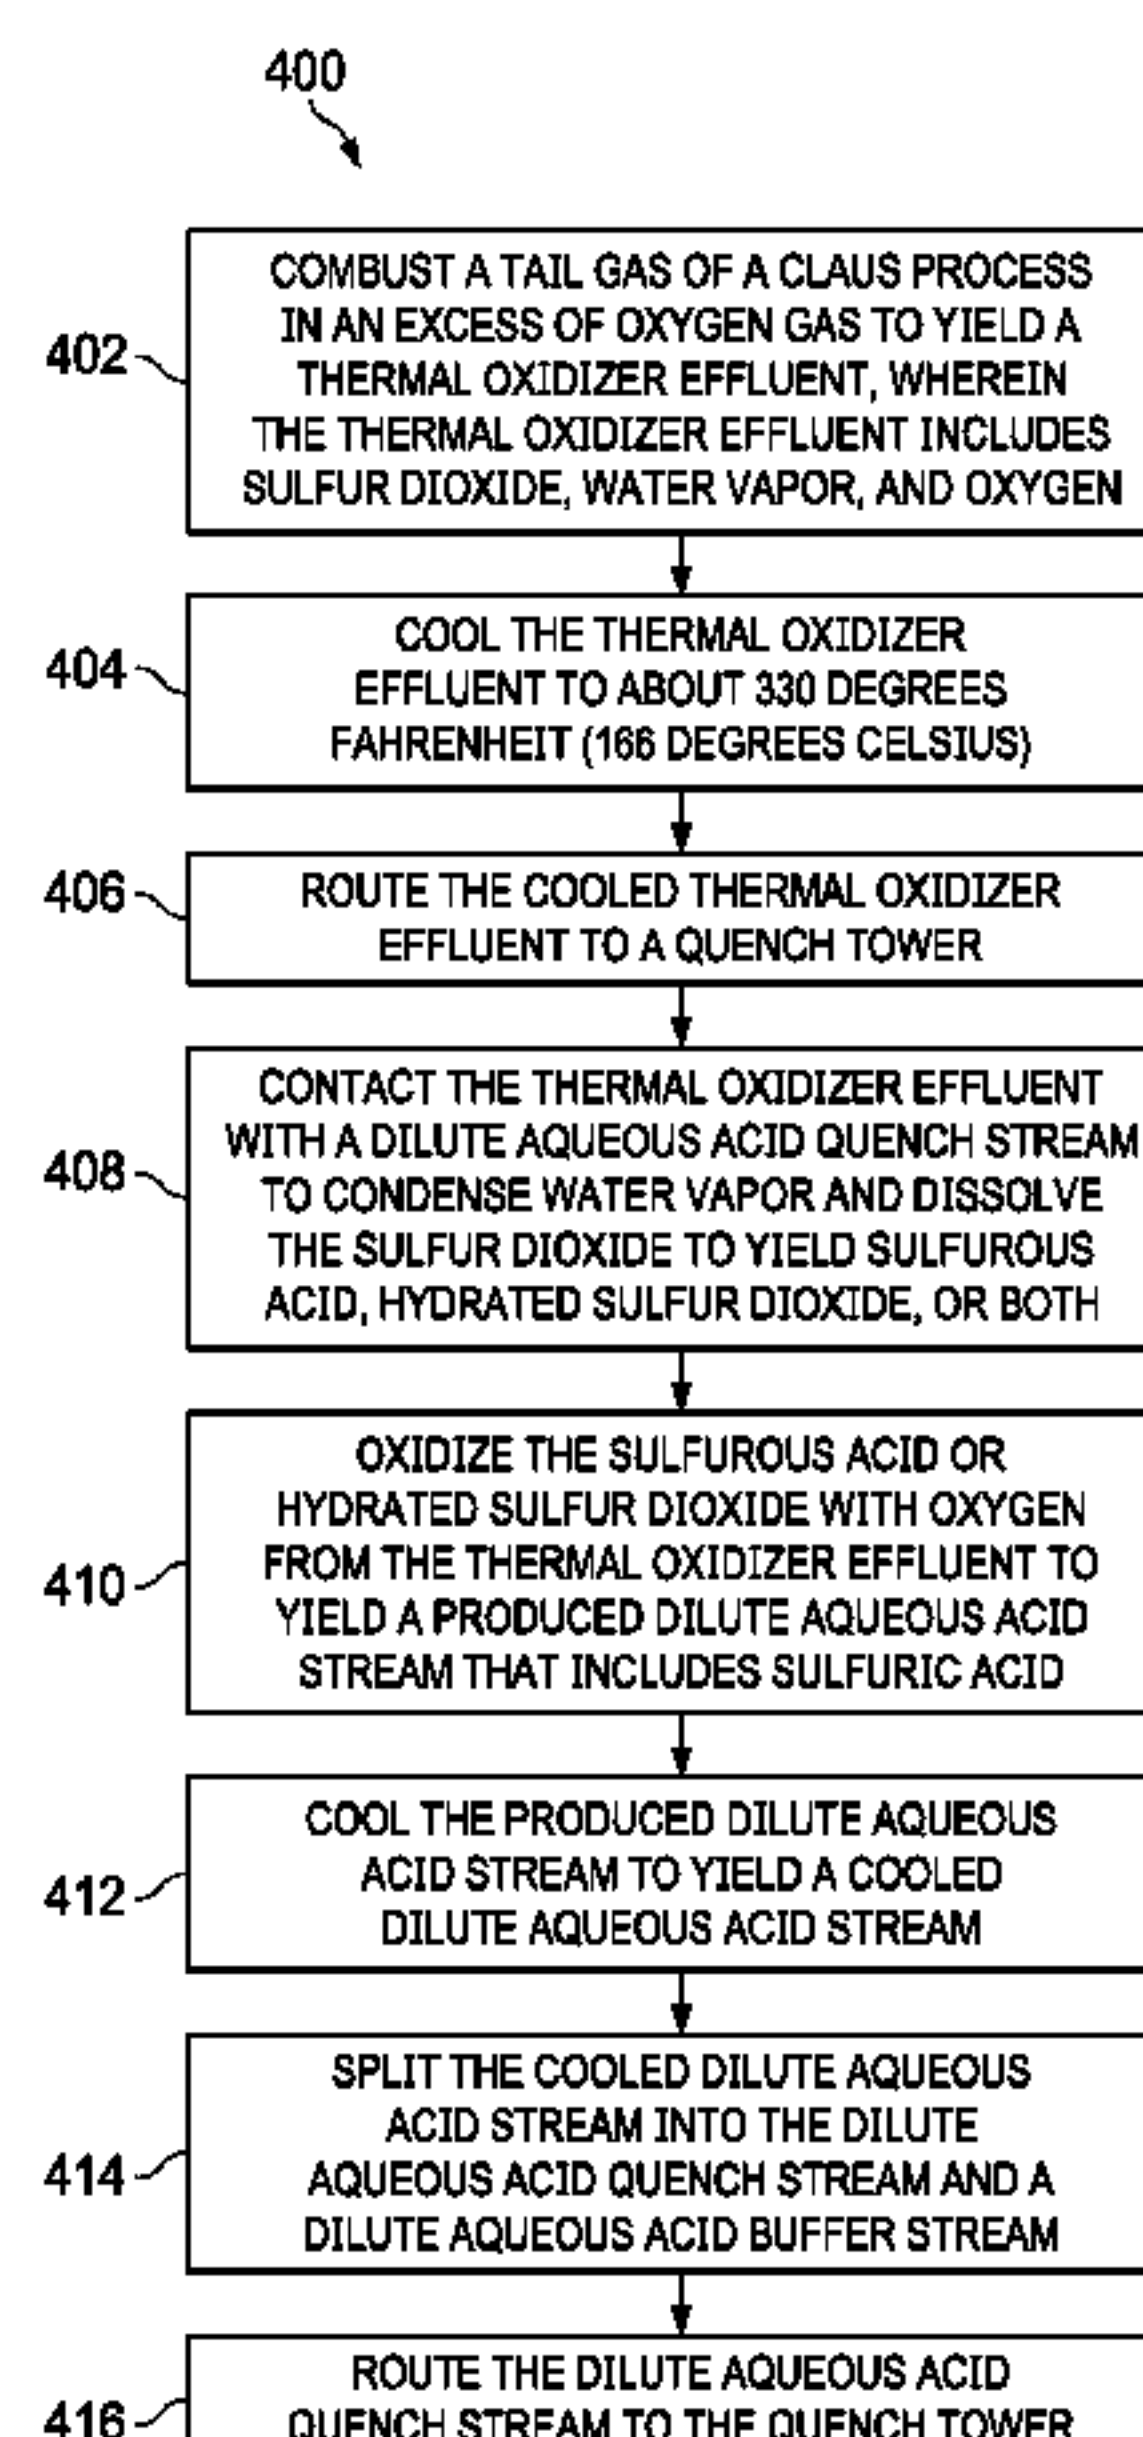 400
402
COMBUST A TAIL GAS OF A CLAUS PROCESS
IN AN EXCESS OF OXYGEN GAS TO YIELD A
THERMAL OXIDIZER EFFLUENT, WHEREIN
THE THERMAL OXIDIZER EFFLUENT INCLUDES
SULFUR DIOXIDE, WATER VAPOR, AND OXYGEN
404
COOL THE THERMAL OXIDIZER
EFFLUENT TO ABOUT 330 DEGREES
FAHRENHEIT (166 DEGREES CELSIUS)
406
ROUTE THE COOLED THERMAL OXIDIZER
EFFLUENT TO A QUENCH TOWER
408
CONTACT THE THERMAL OXIDIZER EFFLUENT
WITH A DILUTE AQUEOUS ACID QUENCH STREAM
TO CONDENSE WATER VAPOR AND DISSOLVE
THE SULFUR DIOXIDE TO YIELD SULFUROUS
ACID, HYDRATED SULFUR DIOXIDE, OR BOTH
410
OXIDIZE THE SULFUROUS ACID OR
HYDRATED SULFUR DIOXIDE WITH OXYGEN
FROM THE THERMAL OXIDIZER EFFLUENT TO
YIELD A PRODUCED DILUTE AQUEOUS ACID
STREAM THAT INCLUDES SULFURIC ACID
412
COOL THE PRODUCED DILUTE AQUEOUS
ACID STREAM TO YIELD A COOLED
DILUTE AQUEOUS ACID STREAM
414
SPLIT THE COOLED DILUTE AQUEOUS
ACID STREAM INTO THE DILUTE
AQUEOUS ACID QUENCH STREAM AND A
DILUTE AQUEOUS ACID BUFFER STREAM
416
ROUTE THE DILUTE AQUEOUS ACID
QUENCH STREAM TO THE QUENCH TOWER